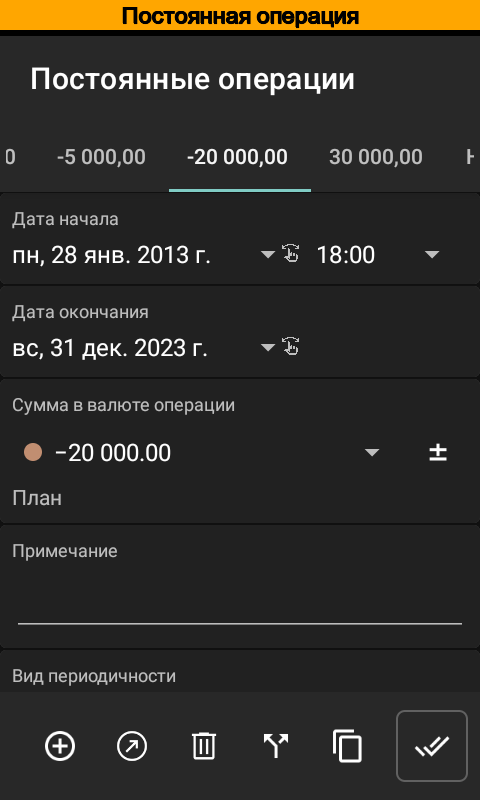 Постоянная операция
Постоянные операции
0 -5 000,00 -20 000,00 30 000,00
Дата начала
пн, 28 янв. 2013 г. 18:00
Дата окончания
вс, 31 дек. 2023 г.
Сумма в валюте операции
−20 000.00 ±
План
Примечание
Вид периодичности